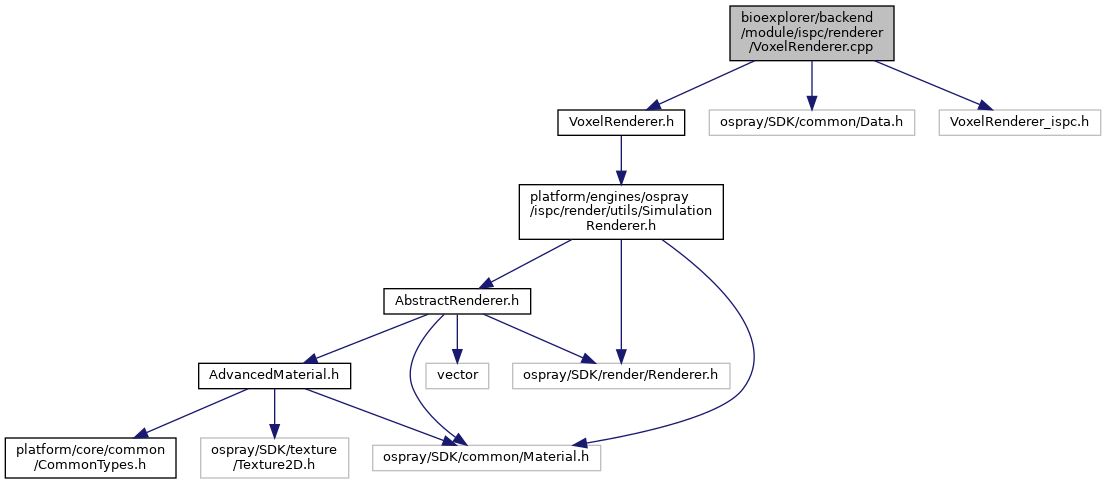 bioexplorer/backend
/module/ispc/renderer
/VoxelRenderer.cpp
VoxelRenderer.h
ospray/SDK/common/Data.h
VoxelRenderer_ispc.h
platform/engines/ospray
/ispc/render/utils/Simulation
Renderer.h
AbstractRenderer.h
AdvancedMaterial.h
vector
ospray/SDK/render/Renderer.h
platform/core/common
/CommonTypes.h
ospray/SDK/texture
/Texture2D.h
ospray/SDK/common/Material.h